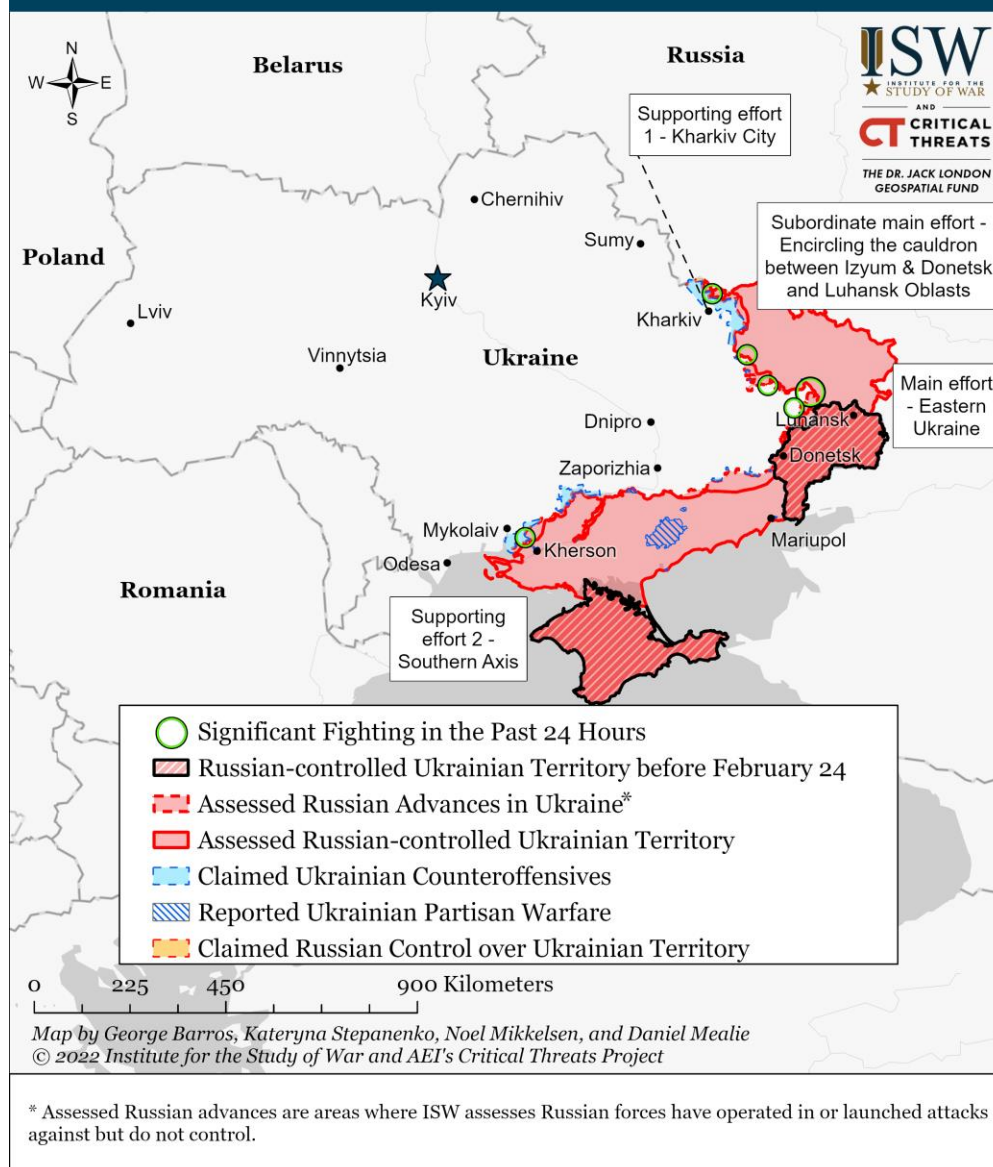 N
W
E
S
Belarus
Russia
ISW
INSTITUTE FOR THE
STUDY OF WAR
AND
CT CRITICAL
THREATS
THE DR. JACK LONDON
GEOSPATIAL FUND
Supporting effort
1 - Kharkiv City
Chernihiv
Sumy
Subordinate main effort -
Encircling the cauldron
between Izyum & Donetsk
and Luhansk Oblasts
Poland
Kyiv
Lviv
Kharkiv
Vinnytsia
Ukraine
Main effort
- Eastern
Ukraine
Dnipro
Luhansk
Donetsk
Zaporizhia
Mykolaiv
Kherson
Mariupol
Odesa
Romania
Supporting
effort 2 -
Southern Axis
Significant Fighting in the Past 24 Hours
Russian-controlled Ukrainian Territory before February 24
Assessed Russian Advances in Ukraine*
Assessed Russian-controlled Ukrainian Territory
Claimed Ukrainian Counteroffensives
Reported Ukrainian Partisan Warfare
Claimed Russian Control over Ukrainian Territory
0 225 450 900 Kilometers
Map by George Barros, Kateryna Stepanenko, Noel Mikkelsen, and Daniel Mealie
© 2022 Institute for the Study of War and AEI's Critical Threats Project
* Assessed Russian advances are areas where ISW assesses Russian forces have operated in or launched attacks
against but do not control.